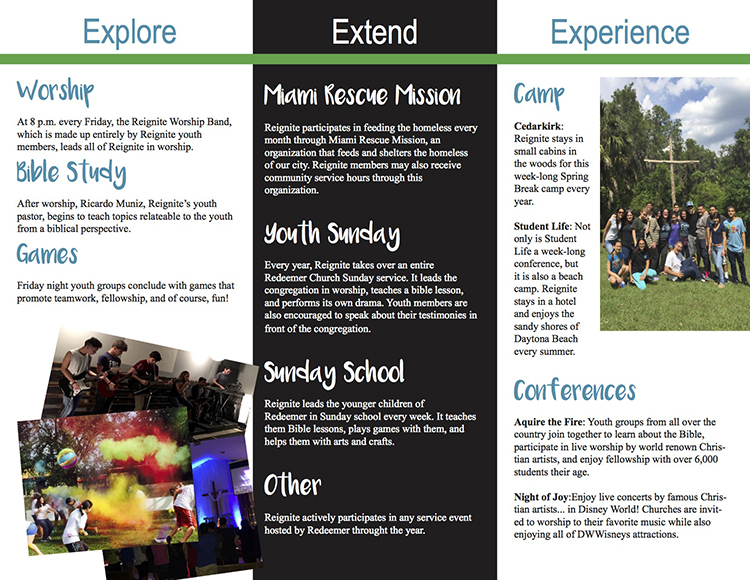 Explore
Worship
At 8 p.m. every Friday, the Reignite Worship Band,
which is made up entirely by Reignite youth
members, leads all of Reignite in worship.
Bible Study
After worship, Ricardo Muniz, Reignite's youth
pastor, begins to teach topics relateable to the youth
from a biblical perspective.
Games
Friday night youth groups conclude with games that
promote teamwork, fellowship, and of course, fun!
Extend
Miami Rescue Mission
Reignite participates in feeding the homeless every
month through Miami Rescue Mission, an
organization that feeds and shelters the homeless
of our city. Reignite members may also receive
community service hours through this
organization.
Youth Sunday
Every year, Reignite takes over an entire
Redeemer Church Sunday service. It leads the
congregation in worship, teaches a bible lesson,
and performs its own drama. Youth members are
also encouraged to speak about their testimonies in
front of the congregation.
Sunday School
Reignite leads the younger children of
Redeemer in Sunday school every week. It teaches
them Bible lessons, plays games with them, and
helps them with arts and crafts.
Other
Reignite actively participates in any service event
hosted by Redeemer throught the year.
Experience
Camp
Cedarkirk:
Reignite stays in
small cabins in
the woods for this
week-long Spring
Break camp every
year.
Student Life: Not
only is Student
Life a week-long
conference, but
it is also a beach
camp. Reignite
stays in a hotel
and enjoys the
sandy shores of
Daytona Beach
every summer.
Conferences
Aquire the Fire: Youth groups from all over the
country join together to learn about the Bible,
participate in live worship by world renown Chris-
tian artists, and enjoy fellowship with over 6,000
students their age.
Night of Joy:Enjoy live concerts by famous Chris-
tian artists... in Disney World! Churches are invit-
ed to worship to their favorite music while also
enjoying all of DWWisneys attractions.